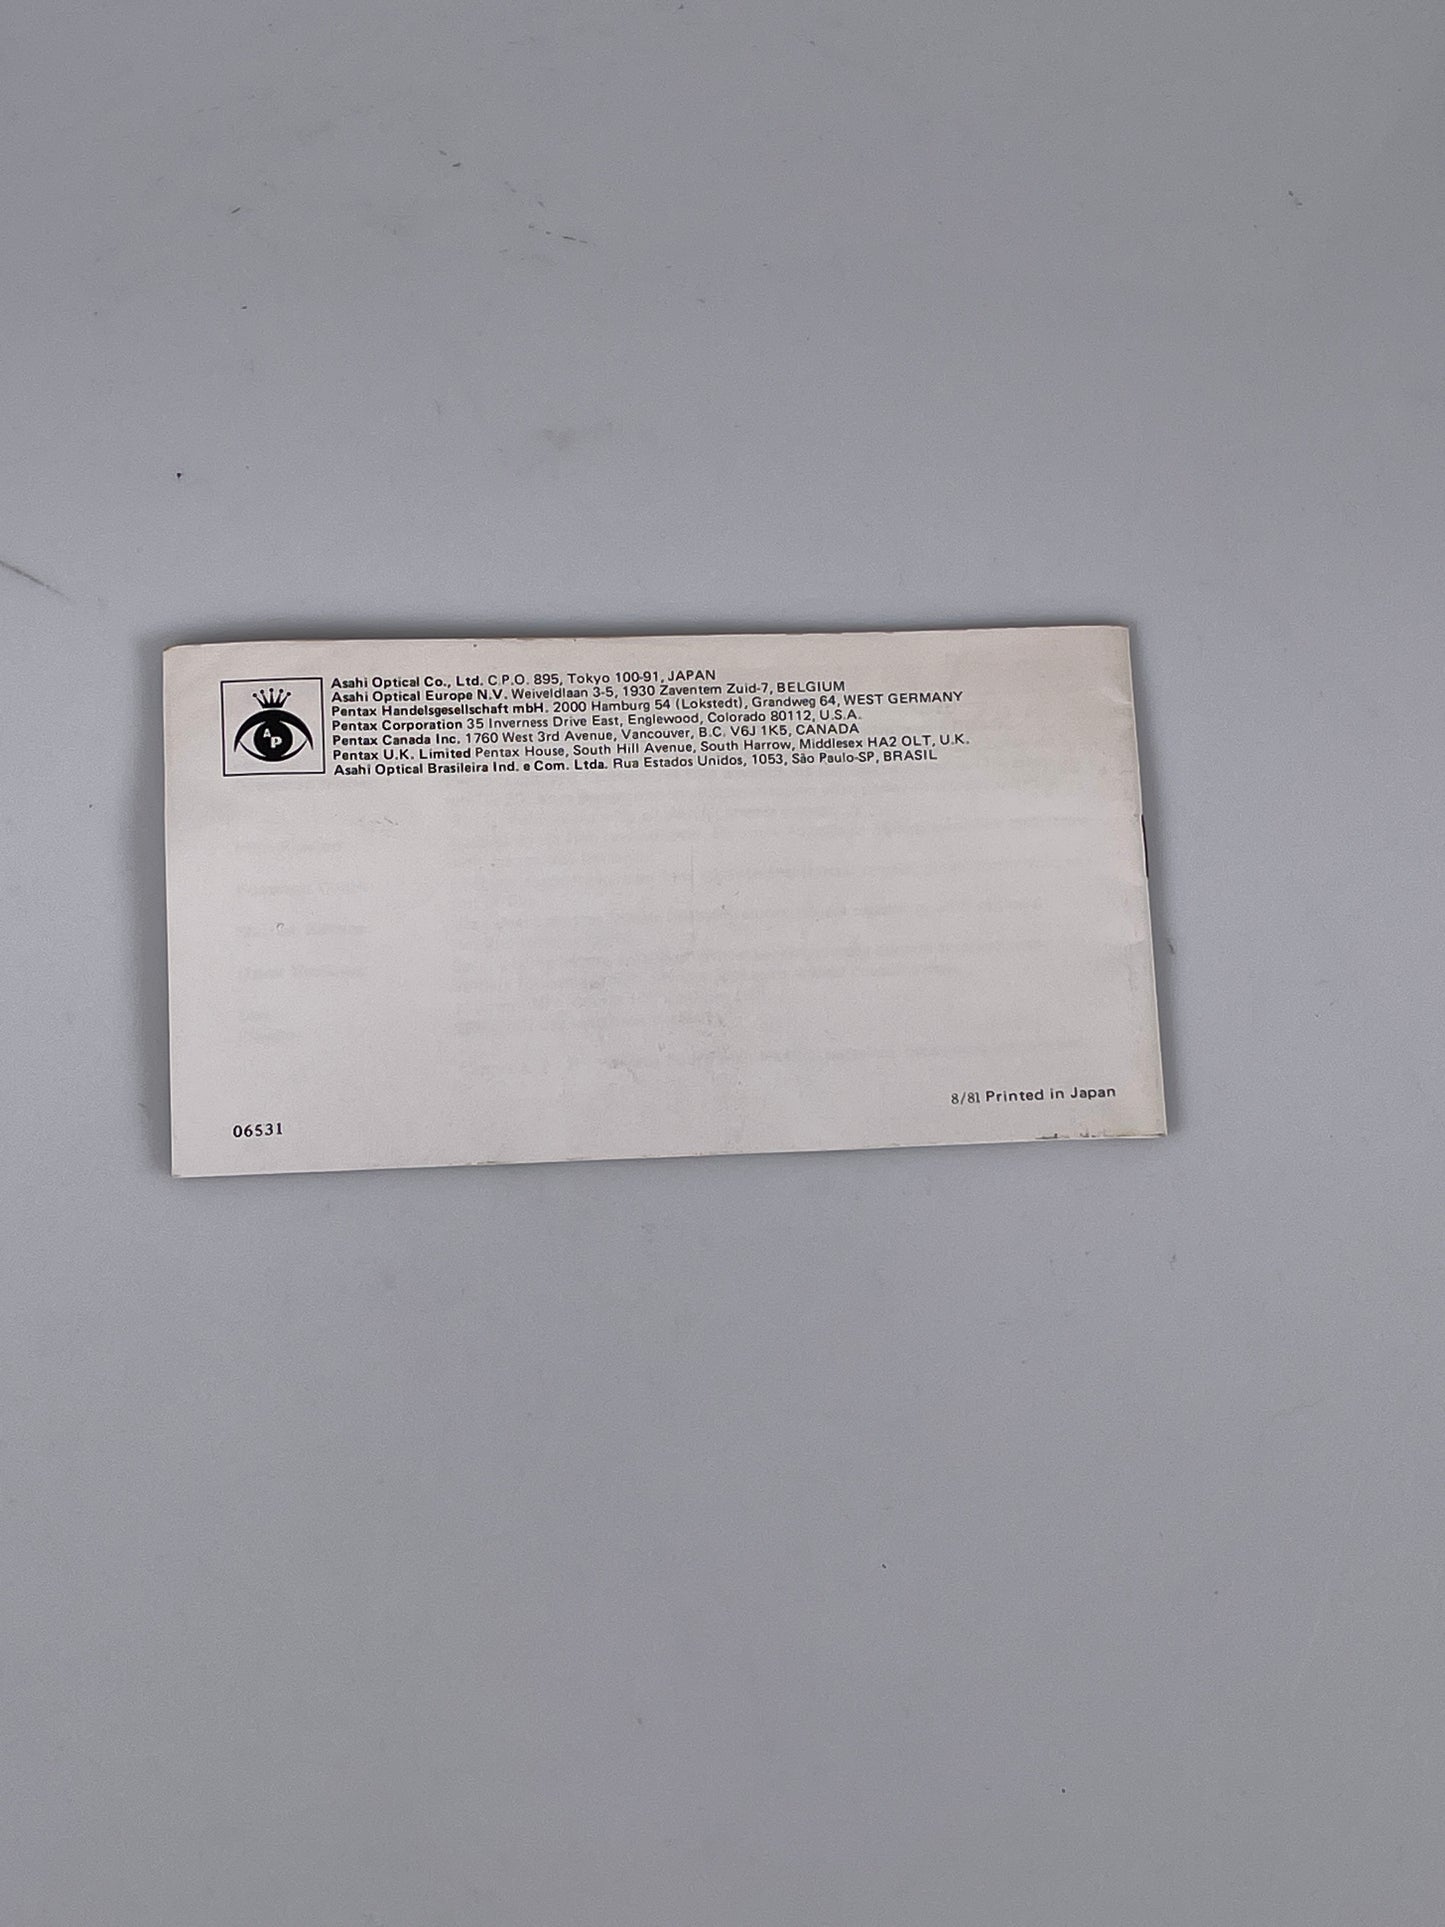 AP
Asahi Optical Co., Ltd. C.P.O. 895, Tokyo 100-91, JAPAN
Asahi Optical Europe N.V. Weiveldlaan 3-5, 1930 Zaventem Zuid-7, BELGIUM
Pentax Handelsgesellschaft mbH. 2000 Hamburg 54 (Lokstedt), Grandweg 64, WEST GERMANY
Pentax Corporation 35 Inverness Drive East, Englewood, Colorado 80112, U.S.A.
Pentax Canada Inc. 1760 West 3rd Avenue, Vancouver, B.C. V6J 1K5, CANADA
Pentax U.K. Limited Pentax House, South Hill Avenue, South Harrow, Middlesex HA2 OLT, U.K.
Asahi Optical Brasileira Ind. e Com. Ltda. Rua Estados Unidos, 1053, São Paulo-SP, BRASIL
8/81 Printed in Japan
06531